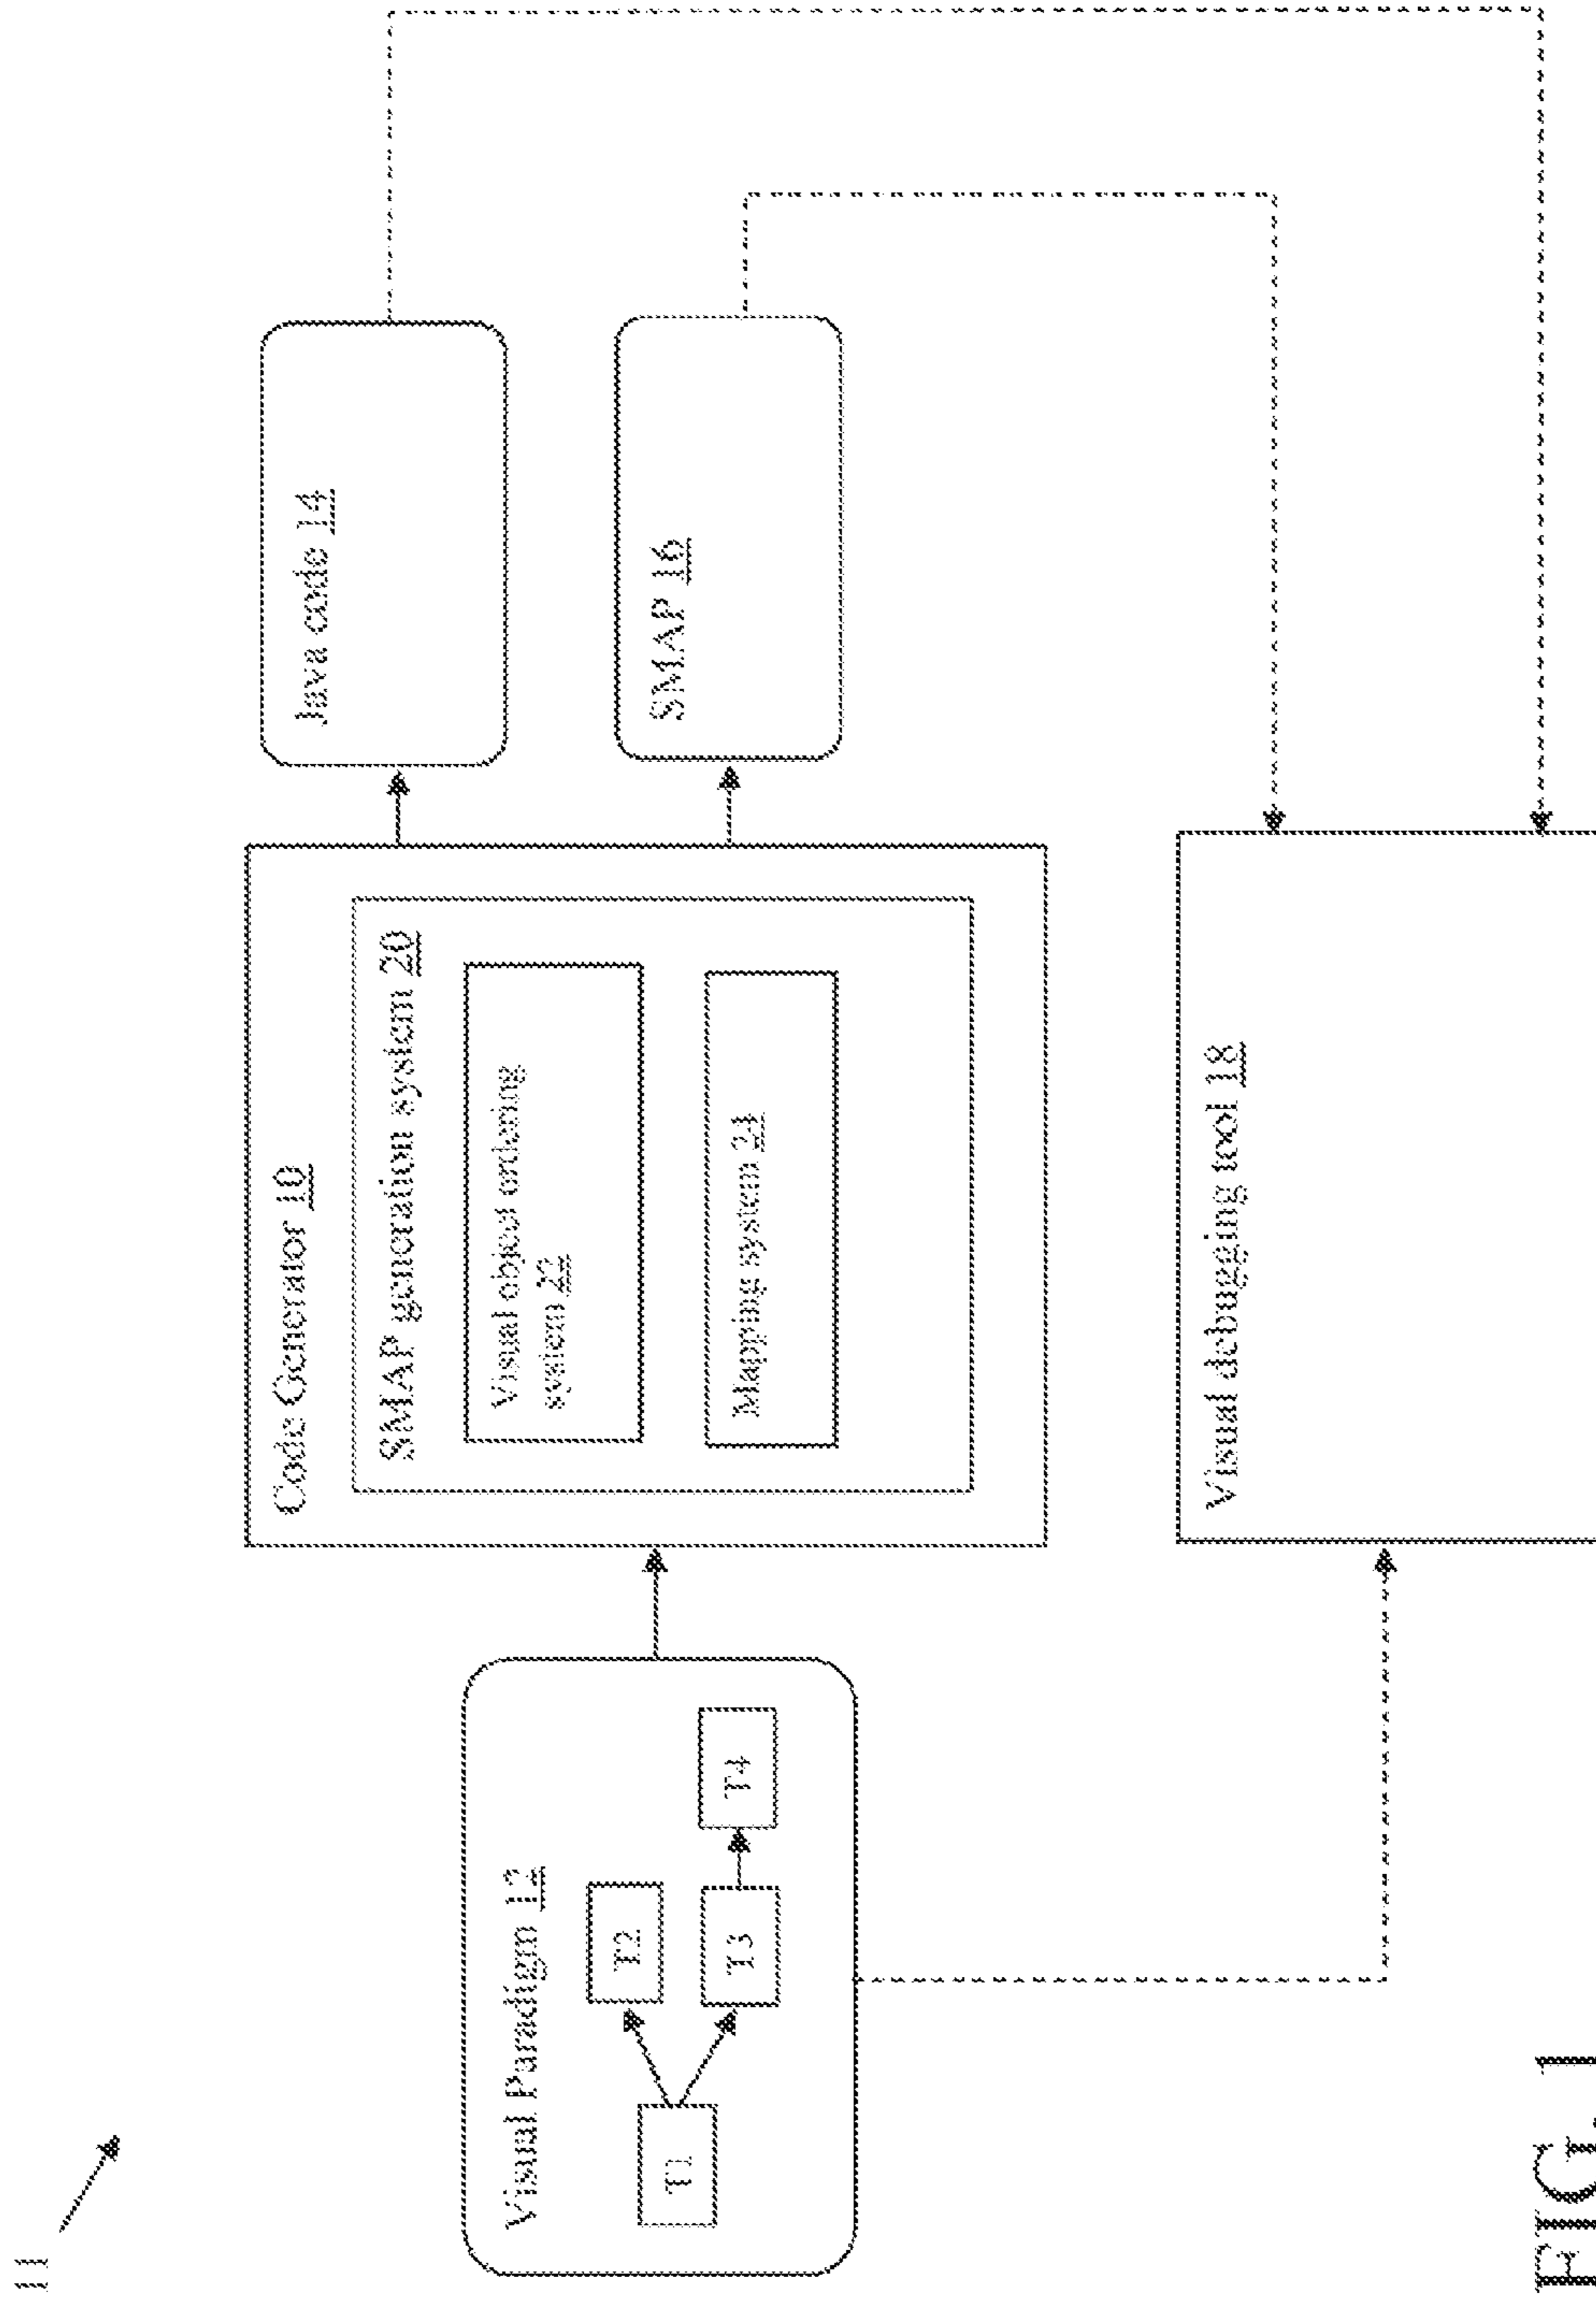 11
Visual Paradigm 12
T1
T2
T3
T4
Code Generator 10
SMAP generation system 20
Visual object ordering
system 22
Mapping system 24
Java code 14
SMAP 16
Visual debugging tool 18
FIG. 1